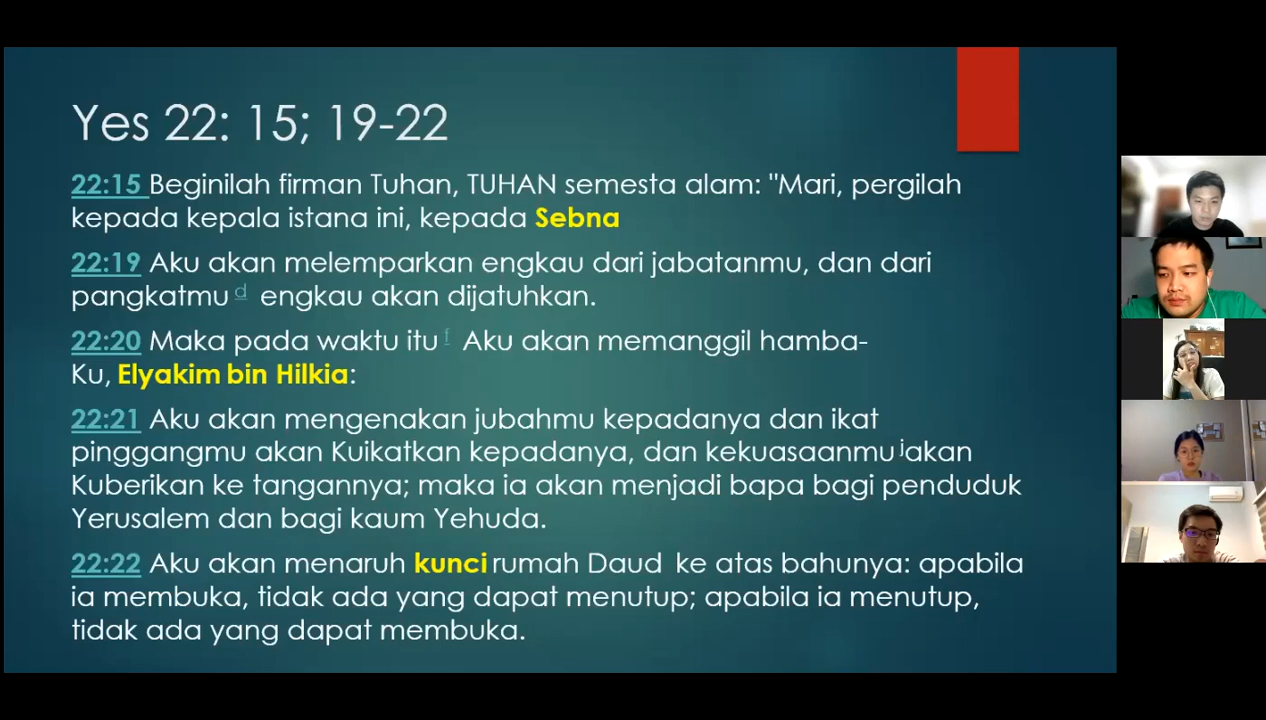 Yes 22: 15; 19-22
22:15 Beginilah firman Tuhan, TUHAN semesta alam: "Mari, pergilah
kepada kepala istana ini, kepada Sebna
22:19 Aku akan melemparkan engkau dari jabatanmu, dan dari
pangkatmu d engkau akan dijatuhkan.
22:20 Maka pada waktu itu f Aku akan memanggil hamba-
Ku, Elyakim bin Hilkia:
22:21 Aku akan mengenakan jubahmu kepadanya dan ikat
pinggangmu akan Kuikatkan kepadanya, dan kekuasaanmu j akan
Kuberikan ke tangannya; maka ia akan menjadi bapa bagi penduduk
Yerusalem dan bagi kaum Yehuda.
22:22 Aku akan menaruh kunci rumah Daud ke atas bahunya: apabila
ia membuka, tidak ada yang dapat menutup; apabila ia menutup,
tidak ada yang dapat membuka.